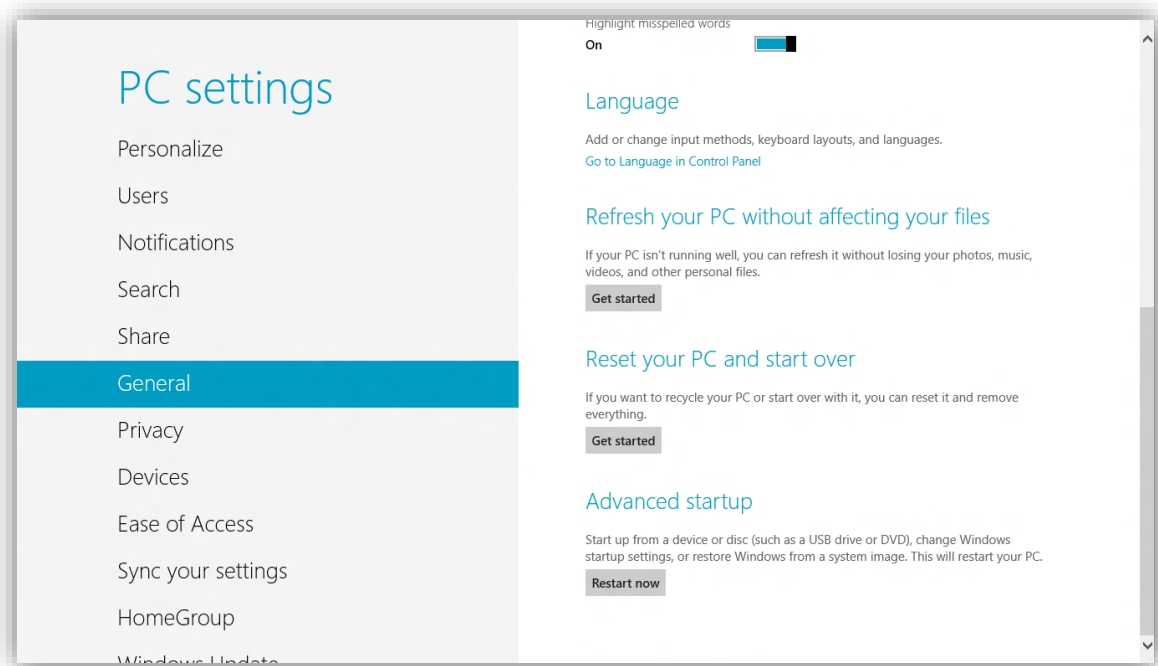 PC settings
Personalize
Users
Notifications
Search
Share
General
Privacy
Devices
Ease of Access
Sync your settings
HomeGroup
Windows Update
Highlight misspelled words
On
Language
Add or change input methods, keyboard layouts, and languages.
Go to Language in Control Panel
Refresh your PC without affecting your files
If your PC isn't running well, you can refresh it without losing your photos, music,
videos, and other personal files.
Get started
Reset your PC and start over
If you want to recycle your PC or start over with it, you can reset it and remove
everything.
Get started
Advanced startup
Start up from a device or disc (such as a USB drive or DVD), change Windows
startup settings, or restore Windows from a system image. This will restart your PC.
Restart now